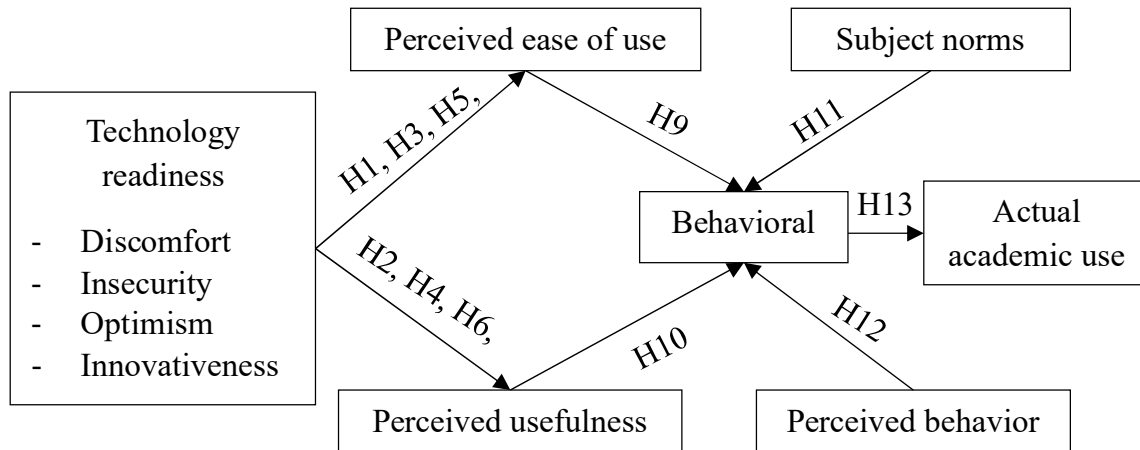 Perceived ease of use
Subject norms
Technology
readiness
- Discomfort
- Insecurity
- Optimism
- Innovativeness
H1, H3, H5,
H2, H4, H6,
H9
H11
Behavioral
H13
Actual
academic use
H10
H12
Perceived usefulness
Perceived behavior